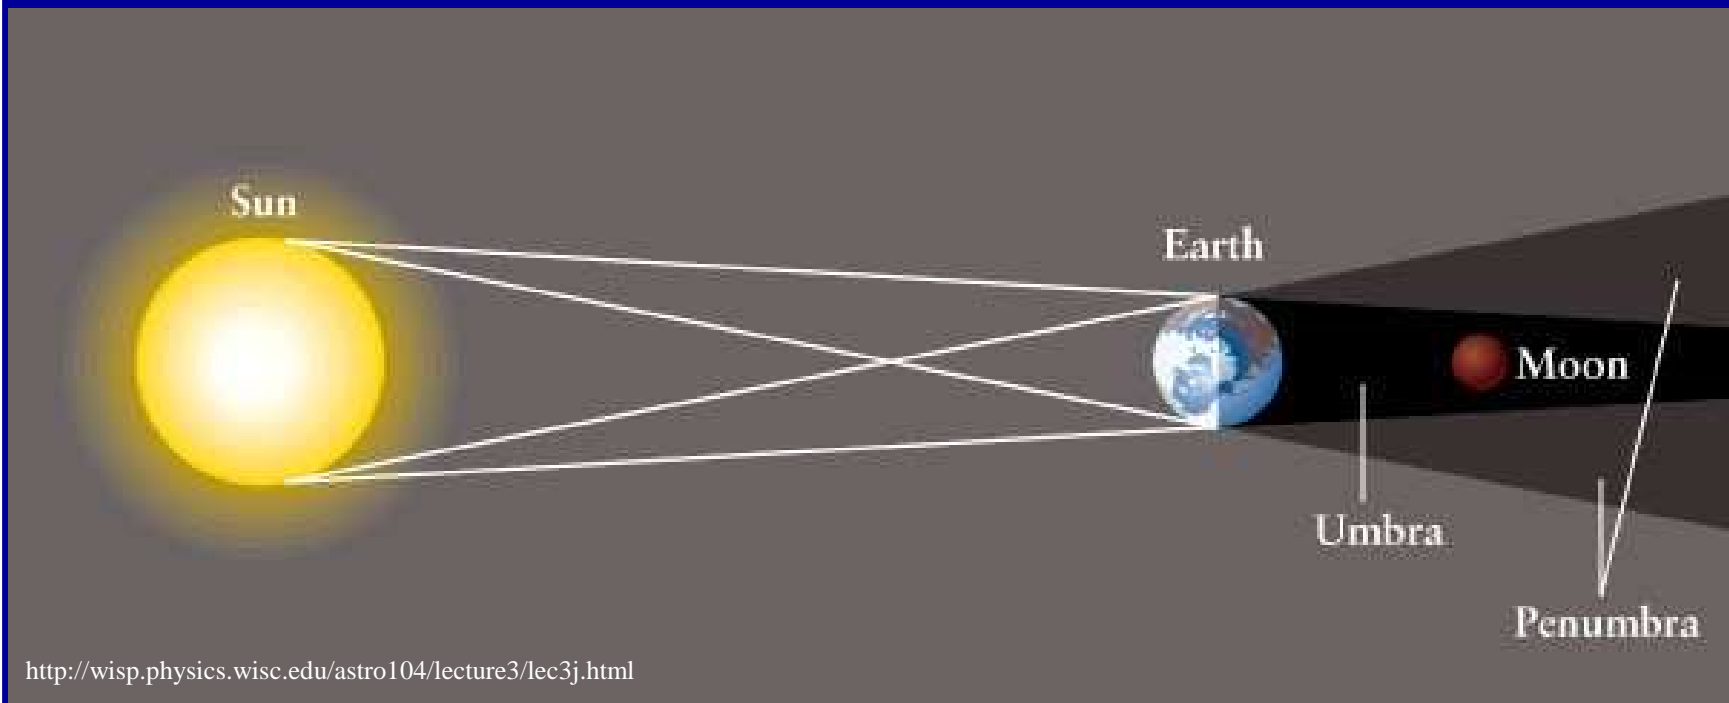 Sun
Earth
Moon
Umbra
Penumbra
http://wisp.physics.wisc.edu/astro104/lecture3/lec3j.html